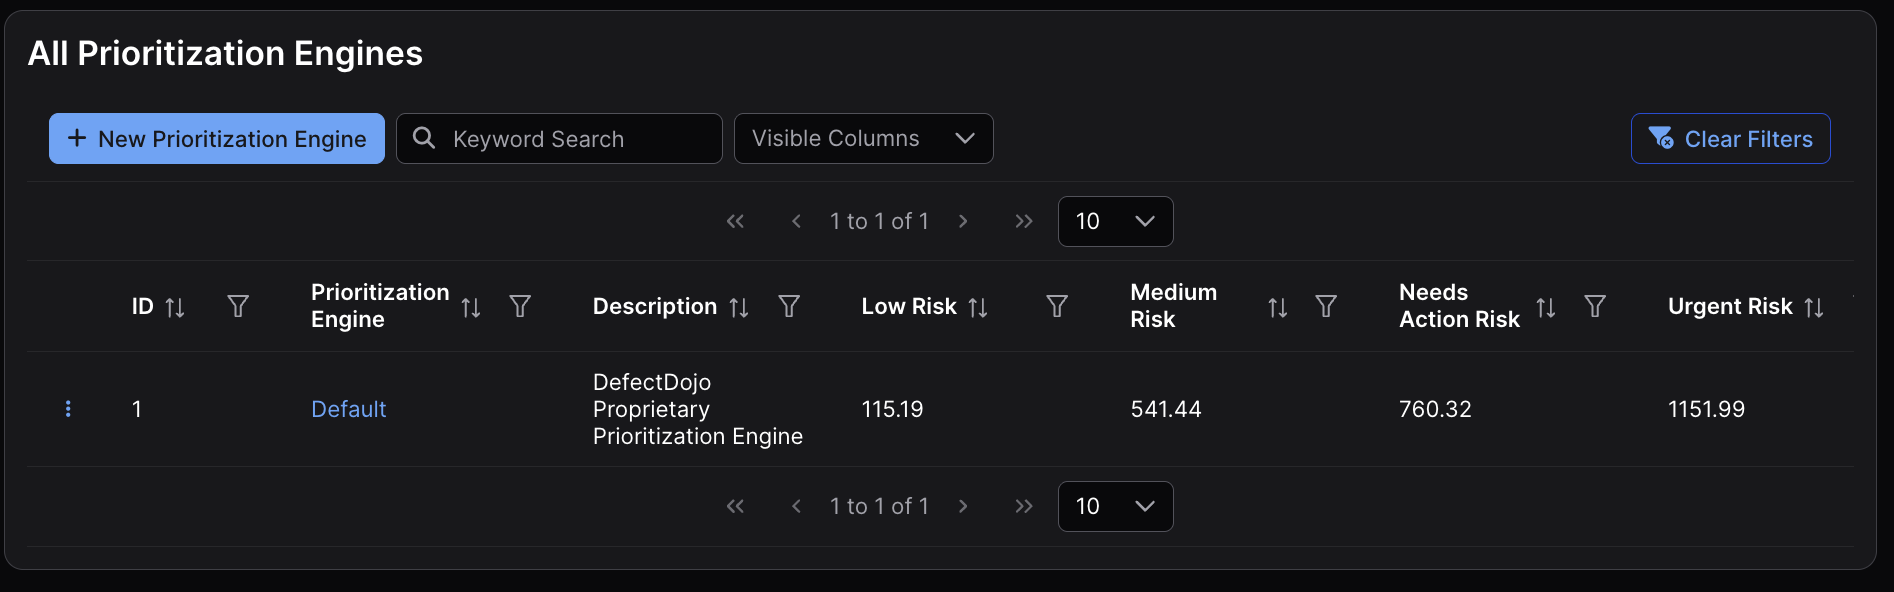 All Prioritization Engines
+ New Prioritization Engine
Keyword Search
Visible Columns
Clear Filters
1 to 1 of 1
10
ID
Prioritization
Engine
Description
Low Risk
Medium
Risk
Needs
Action Risk
Urgent Risk
1
Default
DefectDojo
Proprietary
Prioritization Engine
115.19
541.44
760.32
1151.99
1 to 1 of 1
10